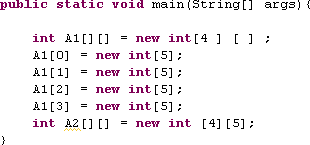 public static void main(String[] args){
int A1[][] = new int[4 ] [ ] ;
A1[0] = new int[5];
A1[1] = new int[5];
A1[2] = new int[5];
A1[3] = new int[5];
int A2[][] = new int [4][5];
}